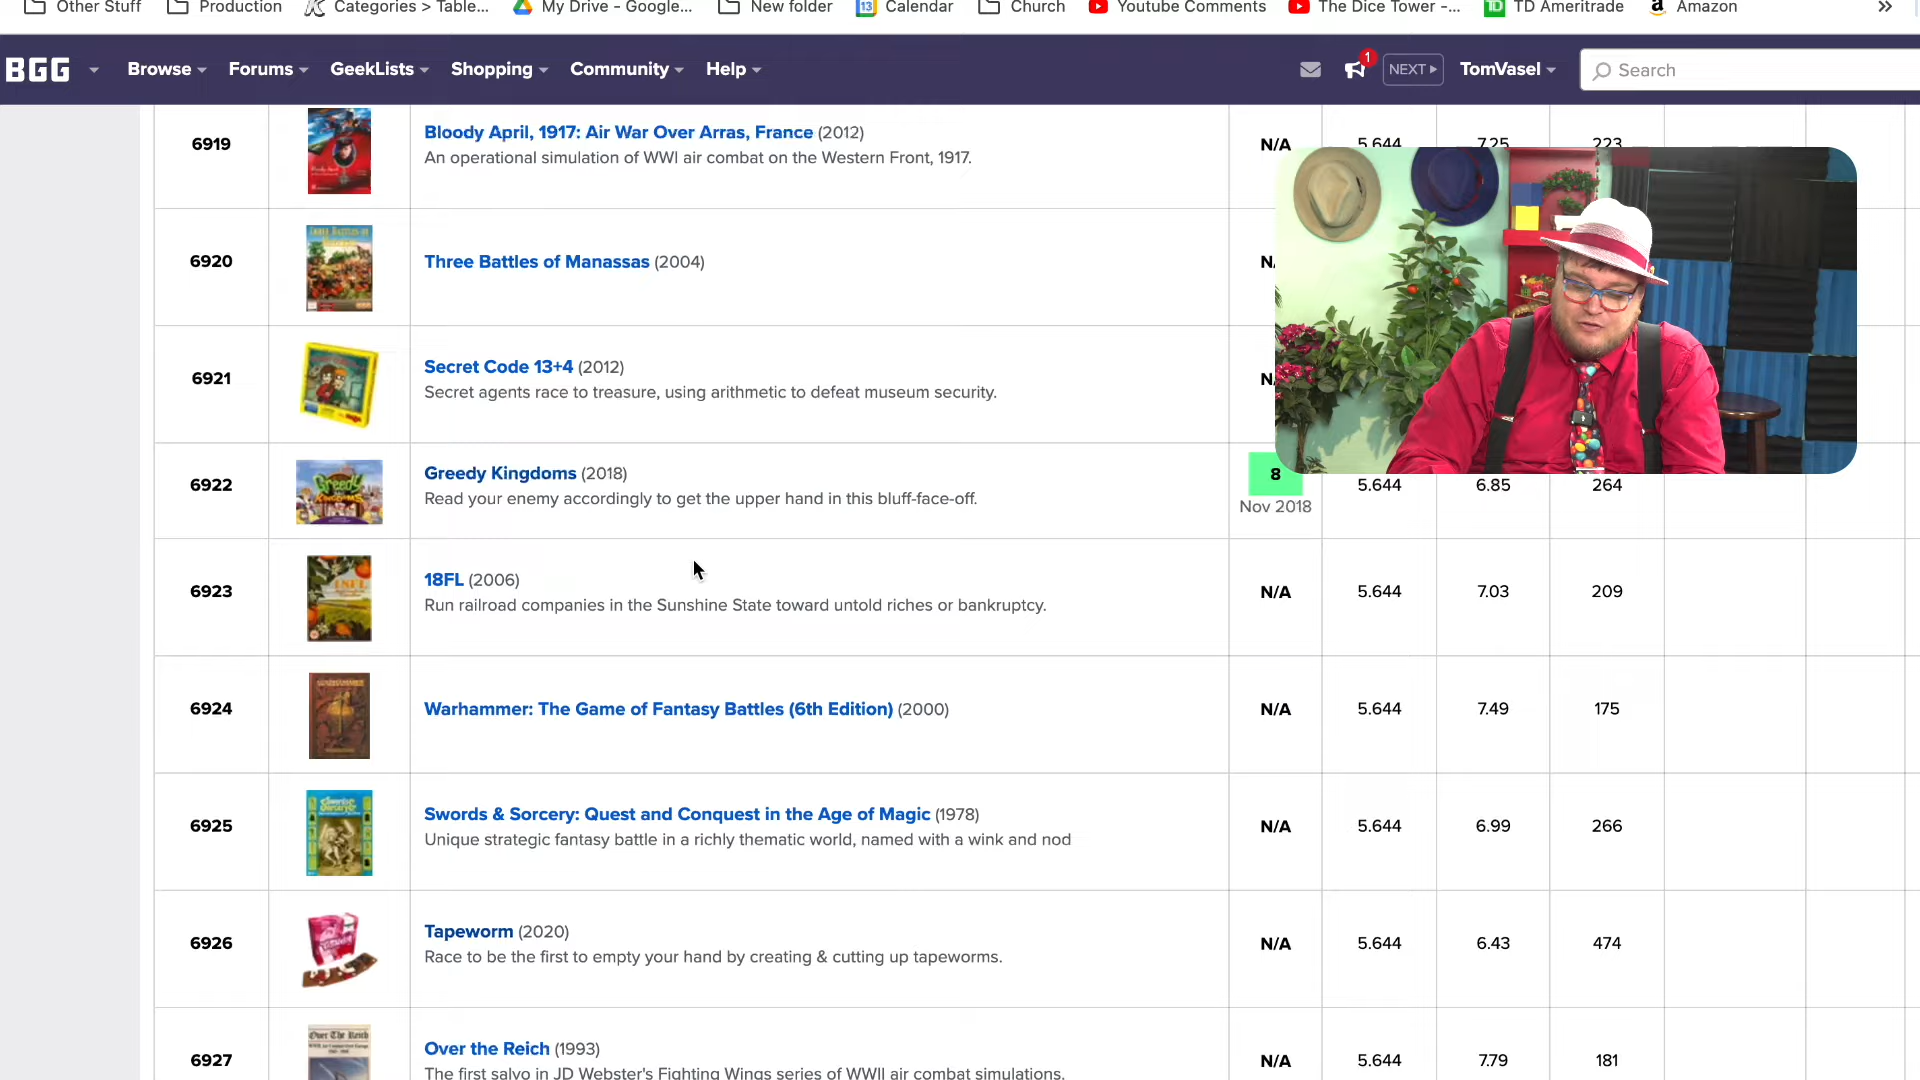 Other Stuff Production Categories > Table... My Drive - Google... New folder 13 Calendar Church Youtube Comments The Dice Tower -... TD TD Ameritrade a Amazon »
BGG Browse Forums GeekLists Shopping Community Help 1 NEXT TomVasel Search
6919 Bloody April, 1917: Air War Over Arras, France (2012) N/A 5.644 7.25 223
An operational simulation of WWI air combat on the Western Front, 1917.
6920 Three Battles of Manassas (2004)
6921 Secret Code 13+4 (2012)
Secret agents race to treasure, using arithmetic to defeat museum security.
6922 Greedy Kingdoms (2018) 8 5.644 6.85 264
Read your enemy accordingly to get the upper hand in this bluff-face-off. Nov 2018
6923 18FL (2006) N/A 5.644 7.03 209
Run railroad companies in the Sunshine State toward untold riches or bankruptcy.
6924 Warhammer: The Game of Fantasy Battles (6th Edition) (2000) N/A 5.644 7.49 175
6925 Swords & Sorcery: Quest and Conquest in the Age of Magic (1978) N/A 5.644 6.99 266
Unique strategic fantasy battle in a richly thematic world, named with a wink and nod
6926 Tapeworm (2020) N/A 5.644 6.43 474
Race to be the first to empty your hand by creating & cutting up tapeworms.
6927 Over the Reich (1993) N/A 5.644 7.79 181
The first salvo in JD Webster's Fighting Wings series of WWII air combat simulations.